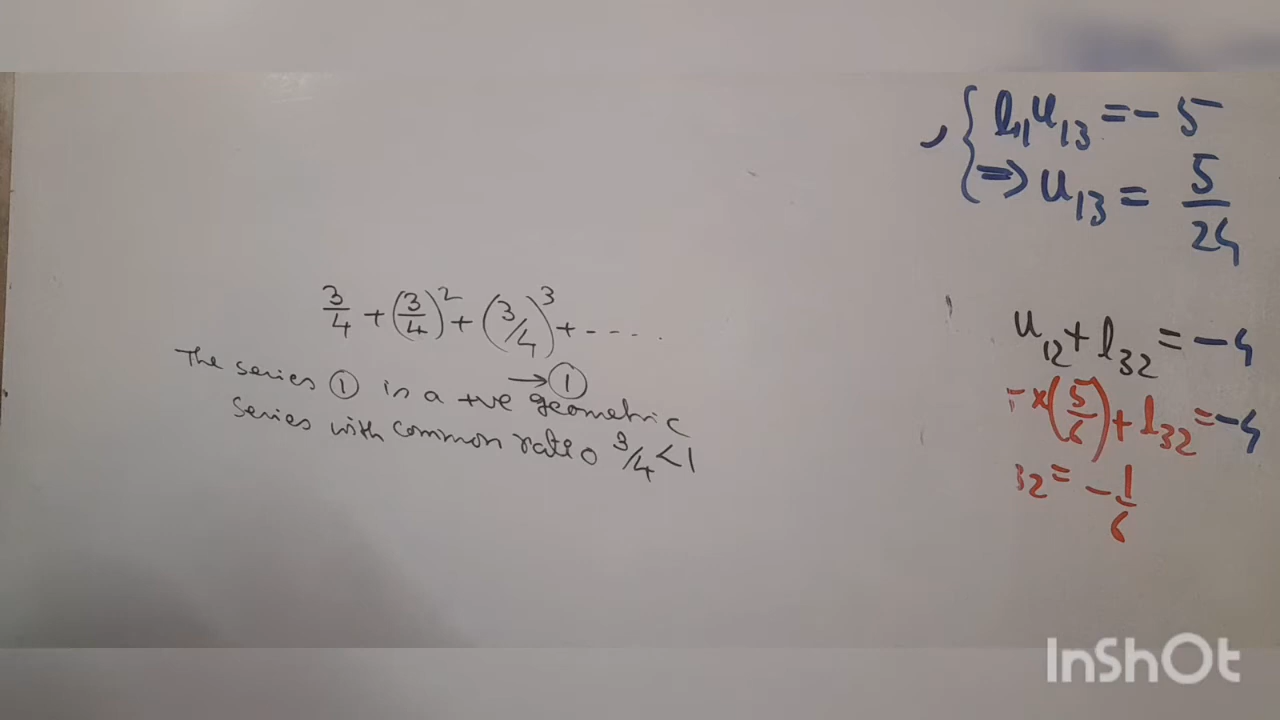 3/4 + (3/4)^2 + (3/4)^3 + - - - - .
→ ①
The series ① is a +ve geometric
series with common ratio 3/4 < 1
l11 u13 = - 5
⇒ u13 = 5/24
u12 + l32 = -4
×(5/6) + l32 = -4
32 = -1/6
InShOt